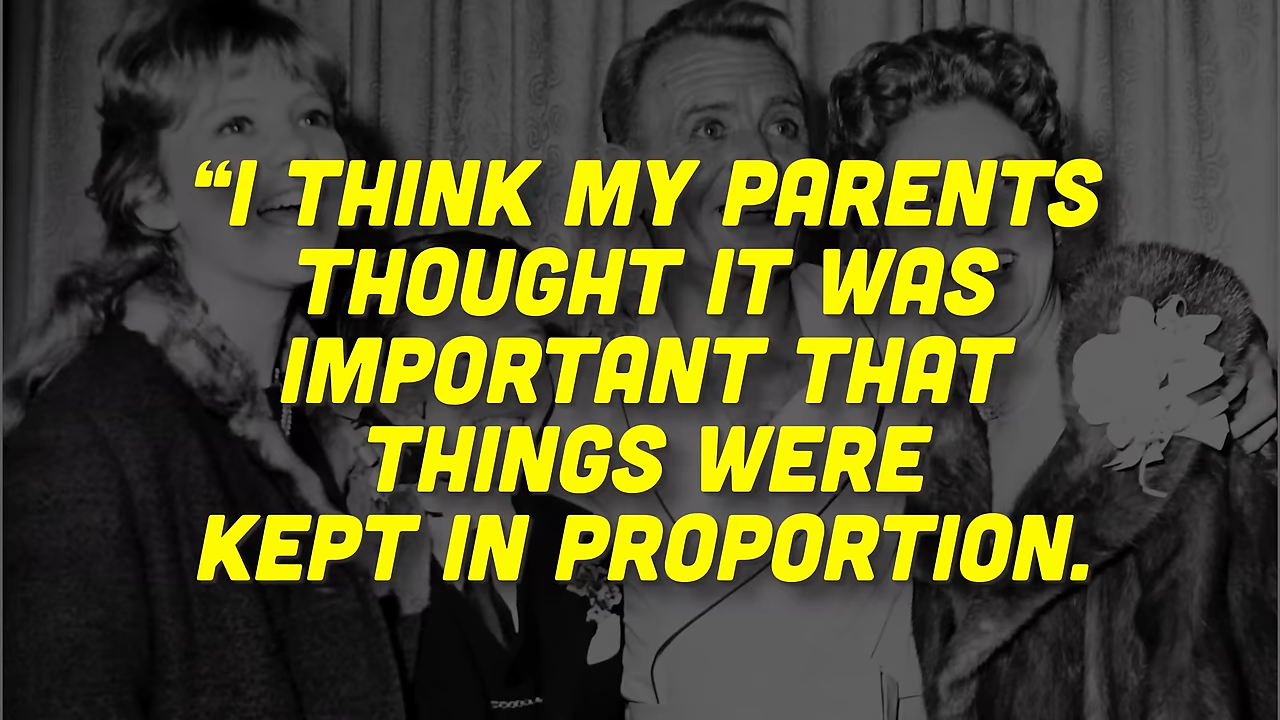 “I THINK MY PARENTS
THOUGHT IT WAS
IMPORTANT THAT
THINGS WERE
KEPT IN PROPORTION.